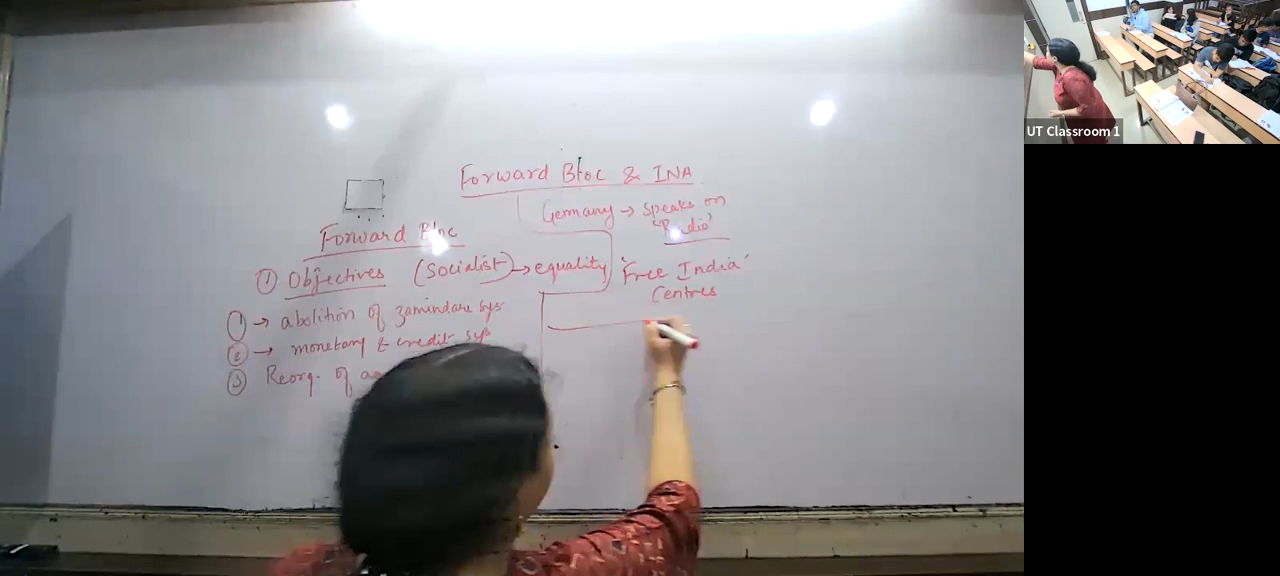 Forward Bloc & INA
Germany → speaks on
'Radio'
Forward Bloc
① Objectives (Socialist) → equality
'Free India'
Centres
① → abolition of zamindare sys
② → monetary & credit sys
③ Reorg. of
UT Classroom 1